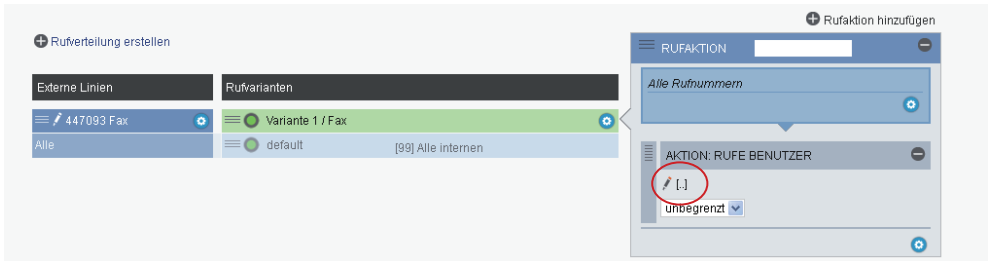 Rufaktion hinzufügen
Rufverteilung erstellen
RUFAKTION
Externe Linien
Rufvarianten
Alle Rufnummern
447093 Fax
Variante 1 / Fax
Alle
default
[99] Alle internen
AKTION: RUFE BENUTZER
[..]
unbegrenzt